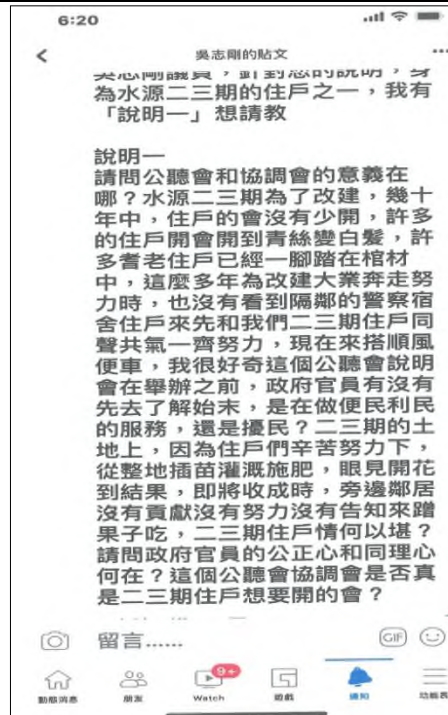 6:20
吳志剛的貼文
吳志剛議員,針對您的說明,身
為水源二三期的住戶之一,我有
「說明一」想請教
說明一
請問公聽會和協調會的意義在
哪?水源二三期為了改建,幾十
年中,住戶的會沒有少開,許多
的住戶開會開到青絲變白髮,許
多耆老住戶已經一腳踏在棺材
中,這麼多年為改建大業奔走努
力時,也沒有看到隔鄰的警察宿
舍住戶來先和我們二三期住戶同
聲共氣一齊努力,現在來搭順風
便車,我很好奇這個公聽會說明
會在舉辦之前,政府官員有沒有
先去了解始末,是在做便民利民
的服務,還是擾民?二三期的土
地上,因為住戶們辛苦努力下,
從整地插苗灌溉施肥,眼見開花
到結果,即將收成時,旁邊鄰居
沒有貢獻沒有努力沒有告知來蹭
果子吃,二三期住戶情何以堪?
請問政府官員的公正心和同理心
何在?這個公聽會協調會是否真
是二三期住戶想要開的會?
留言......
GIF
9+
動態消息
朋友
Watch
遊戲
通知
功能表